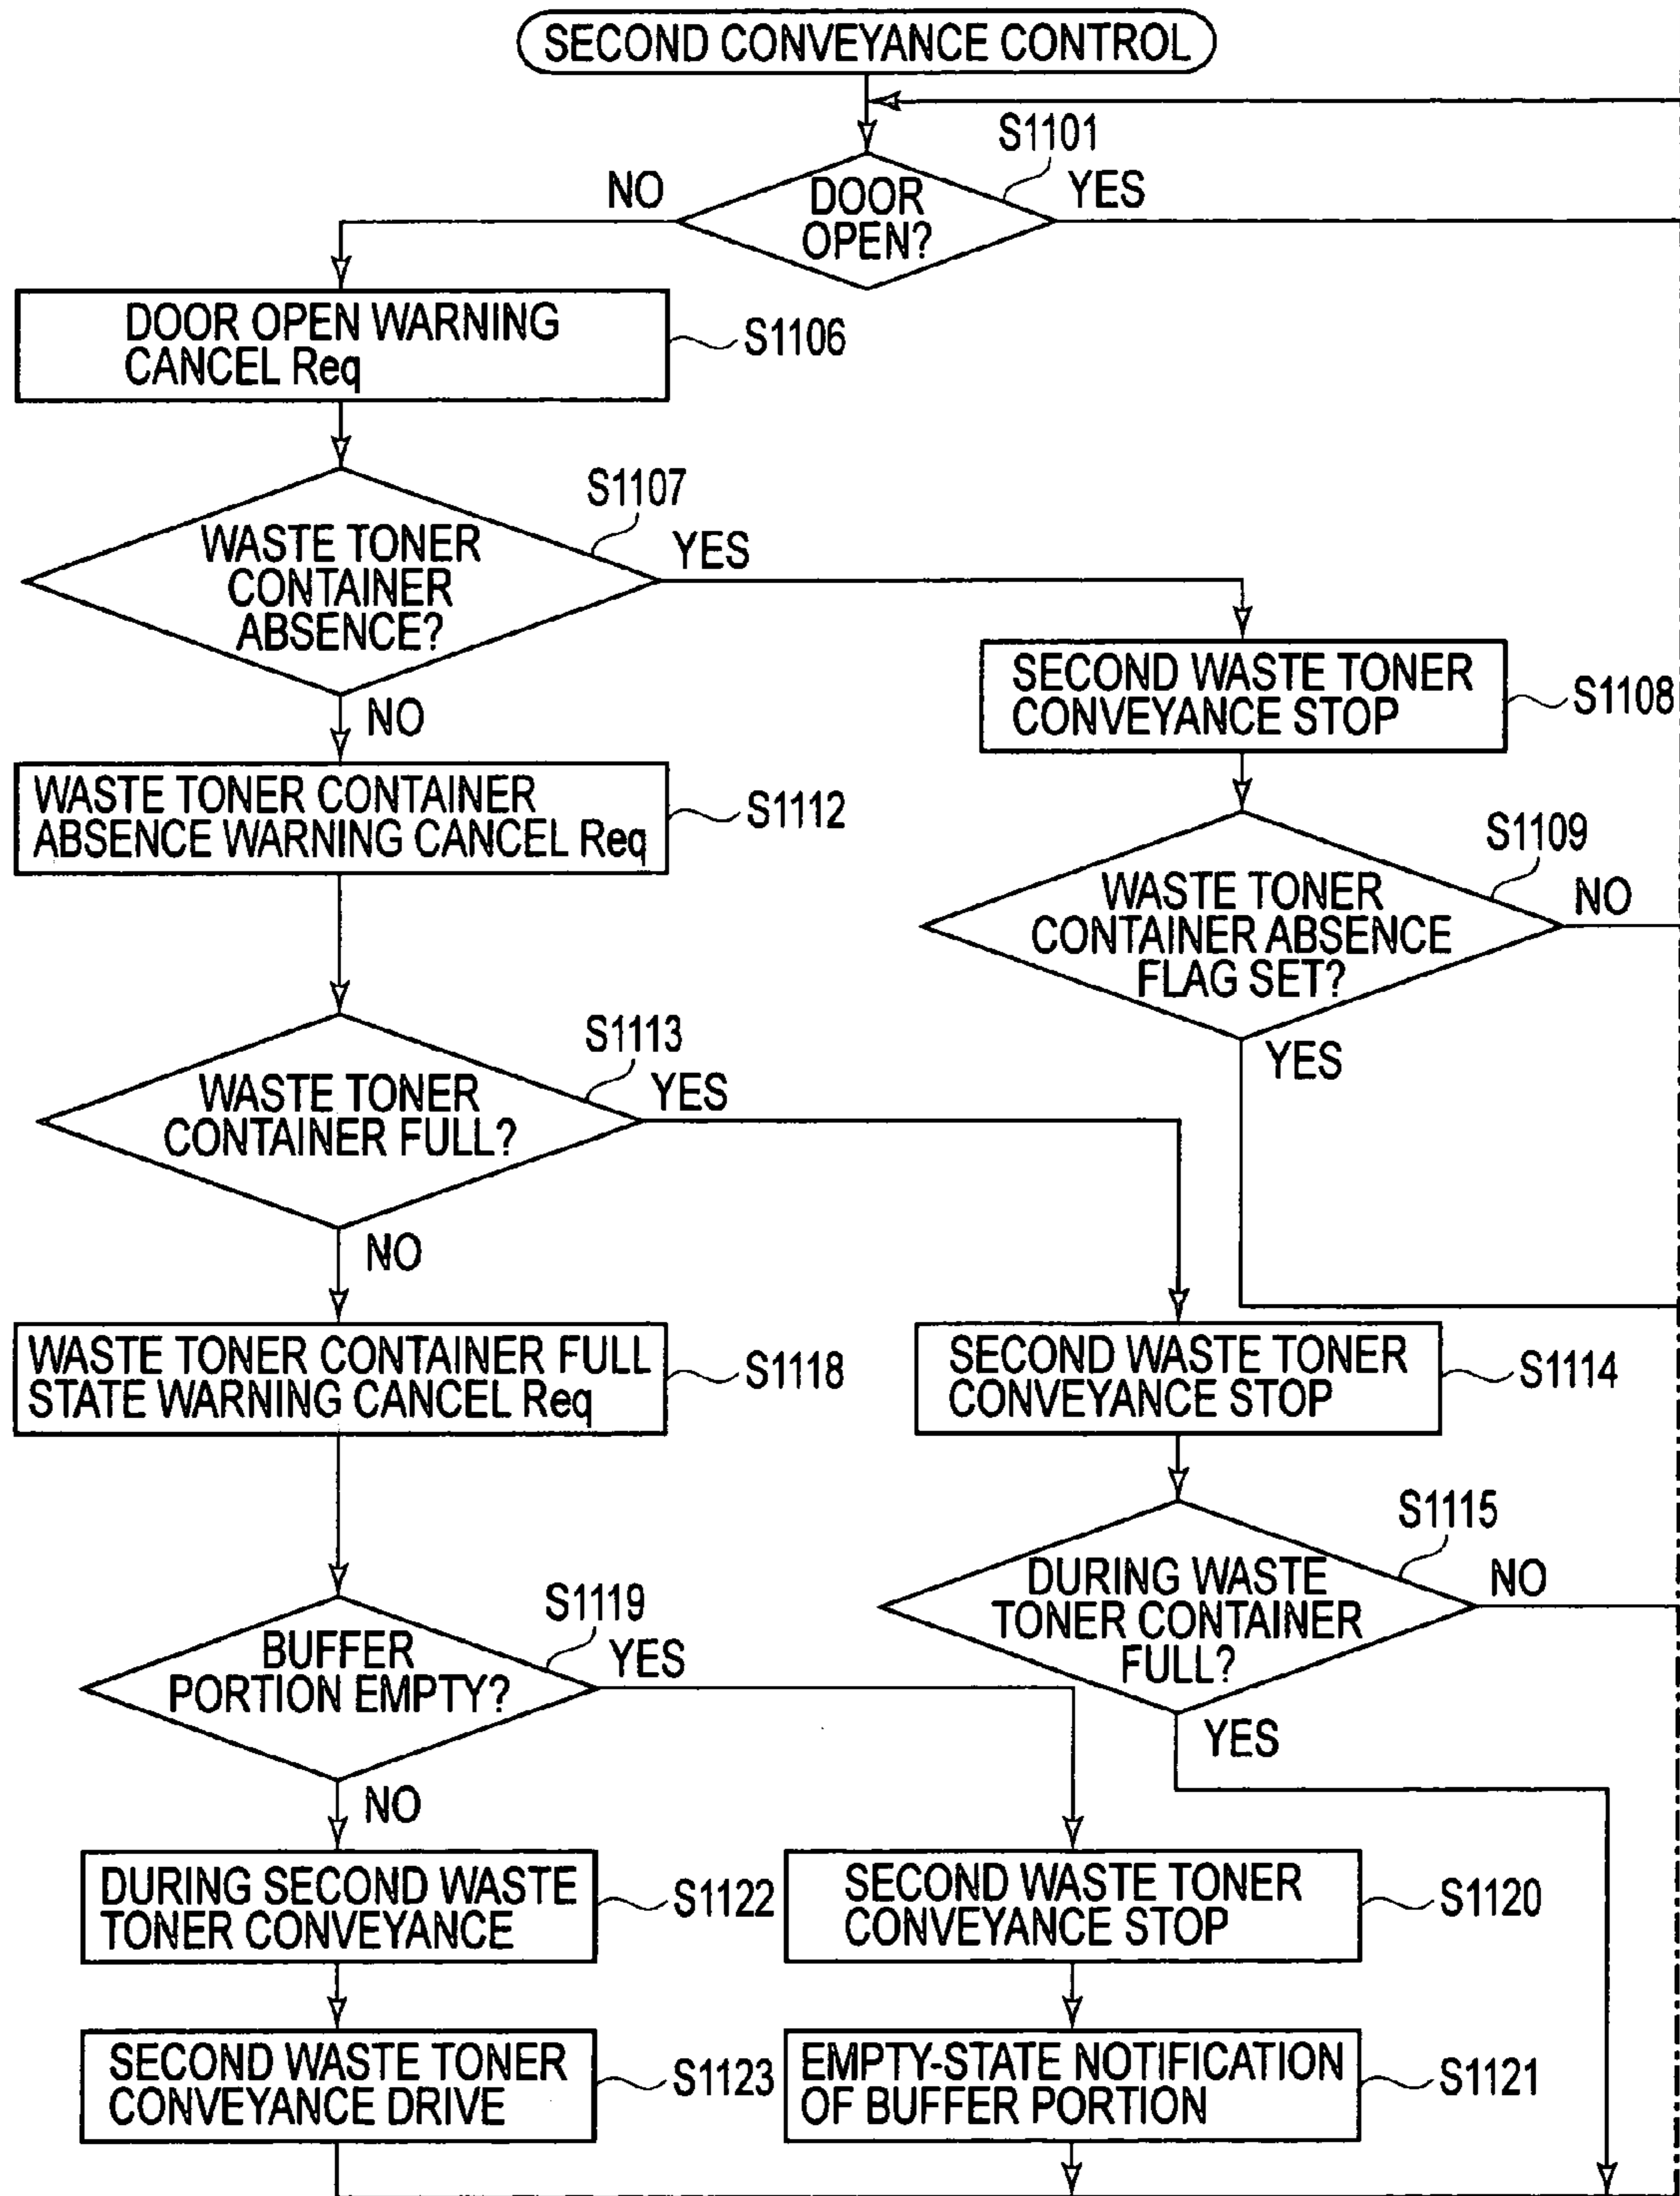 SECOND CONVEYANCE CONTROL
S1101
NO
DOOR
OPEN?
YES
DOOR OPEN WARNING
CANCEL Req
S1106
S1107
WASTE TONER
CONTAINER
ABSENCE?
YES
NO
SECOND WASTE TONER
CONVEYANCE STOP
S1108
WASTE TONER CONTAINER
ABSENCE WARNING CANCEL Req
S1112
S1109
WASTE TONER
CONTAINER ABSENCE
FLAG SET?
NO
YES
S1113
WASTE TONER
CONTAINER FULL?
YES
NO
WASTE TONER CONTAINER FULL
STATE WARNING CANCEL Req
S1118
SECOND WASTE TONER
CONVEYANCE STOP
S1114
S1115
DURING WASTE
TONER CONTAINER
FULL?
NO
YES
S1119
BUFFER
PORTION EMPTY?
YES
NO
DURING SECOND WASTE
TONER CONVEYANCE
S1122
SECOND WASTE TONER
CONVEYANCE STOP
S1120
SECOND WASTE TONER
CONVEYANCE DRIVE
S1123
EMPTY-STATE NOTIFICATION
OF BUFFER PORTION
S1121